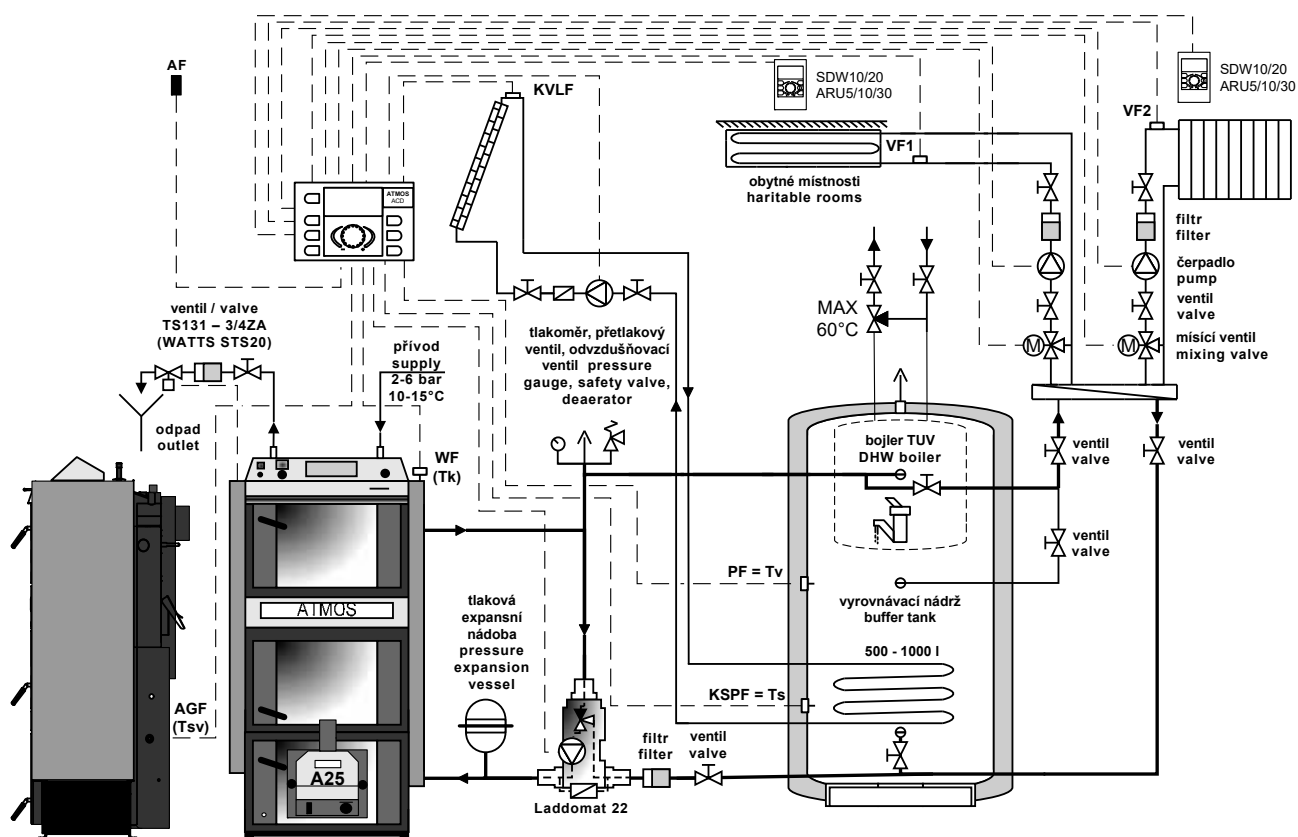 AF
KVLF
SDW10/20
ARU5/10/30
SDW10/20
ARU5/10/30
VF2
VF1
ATMOS
ACD
obytné místnosti
haritable rooms
filtr
filter
čerpadlo
pump
ventil
valve
mísící ventil
mixing valve
M
M
MAX
60°C
ventil / valve
TS131 – 3/4ZA
(WATTS STS20)
přívod
supply
2-6 bar
10-15°C
tlakoměr, přetlakový
ventil, odvzdušňovací
ventil pressure
gauge, safety valve,
deaerator
odpad
outlet
WF
(Tk)
bojler TUV
DHW boiler
ventil
valve
ventil
valve
ventil
valve
PF = Tv
vyrovnávací nádrž
buffer tank
500 - 1000 l
ATMOS
tlaková
expansní
nádoba
pressure
expansion
vessel
KSPF = Ts
AGF
(Tsv)
filtr
filter
ventil
valve
A25
Laddomat 22